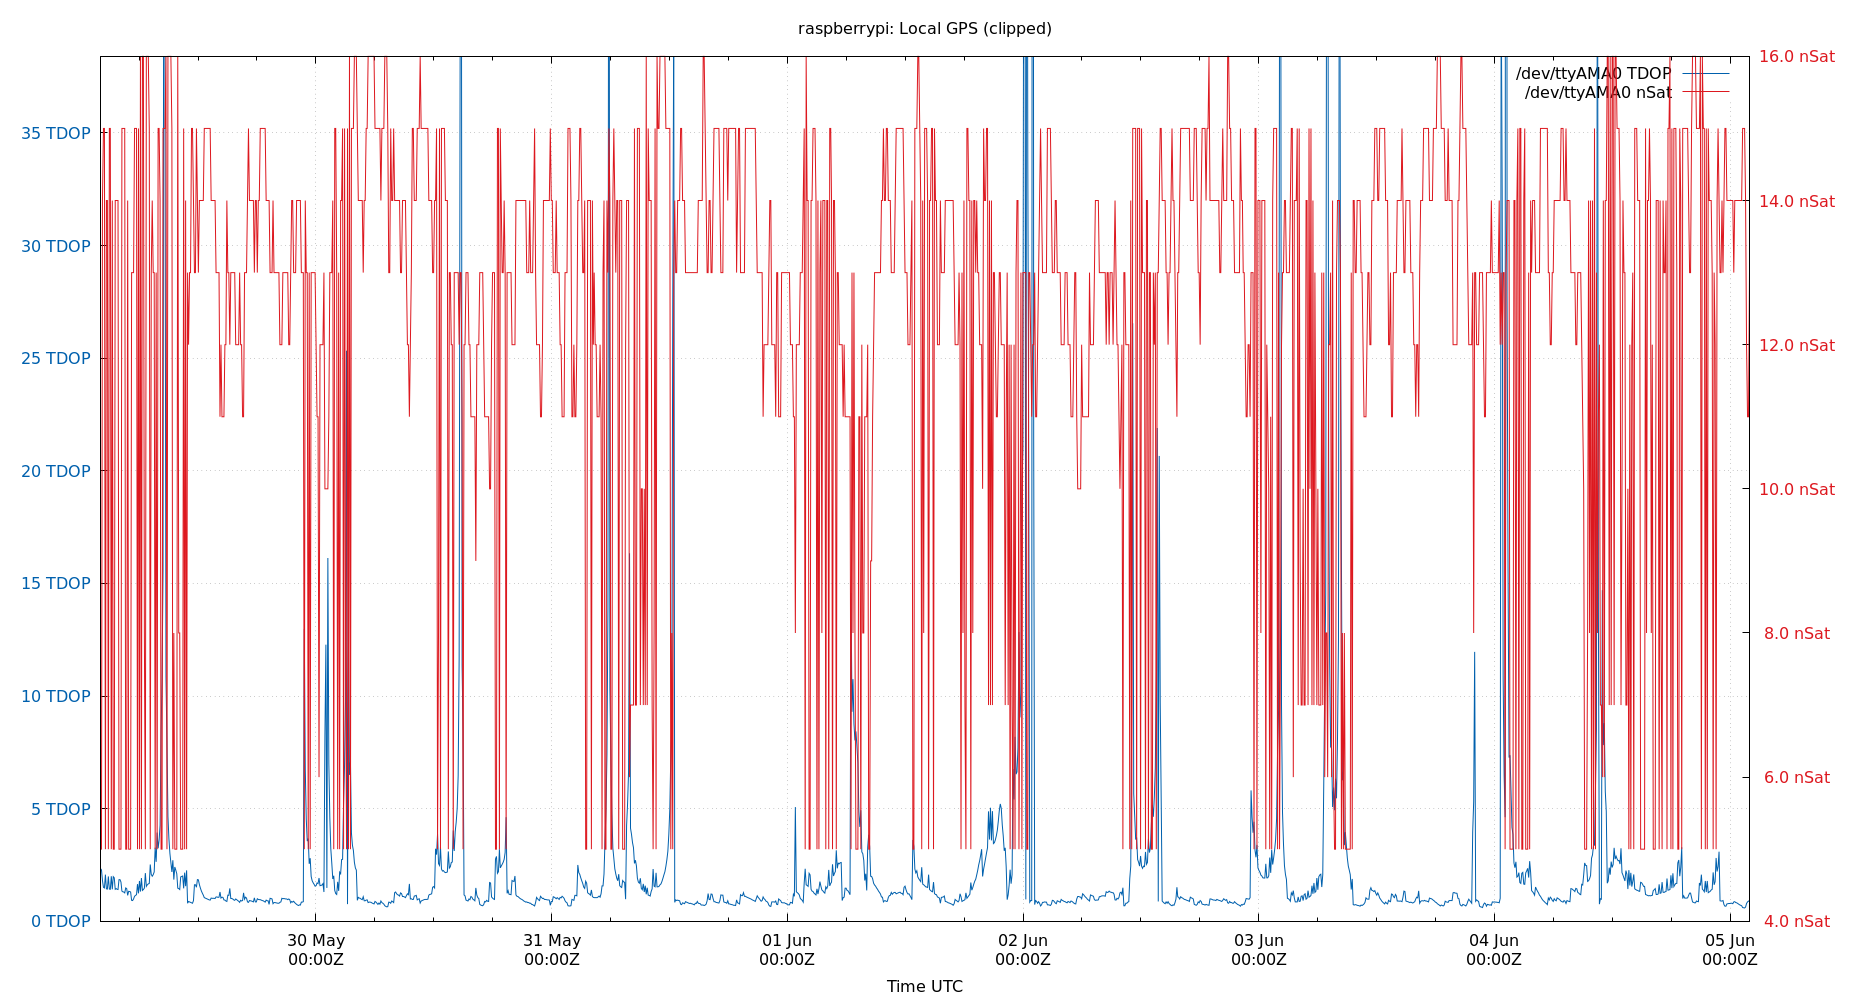 raspberrypi: Local GPS (clipped)
/dev/ttyAMA0 TDOP
/dev/ttyAMA0 nSat
35 TDOP
30 TDOP
25 TDOP
20 TDOP
15 TDOP
10 TDOP
5 TDOP
0 TDOP
16.0 nSat
14.0 nSat
12.0 nSat
10.0 nSat
8.0 nSat
6.0 nSat
4.0 nSat
30 May
00:00Z
31 May
00:00Z
01 Jun
00:00Z
02 Jun
00:00Z
03 Jun
00:00Z
04 Jun
00:00Z
05 Jun
00:00Z
Time UTC